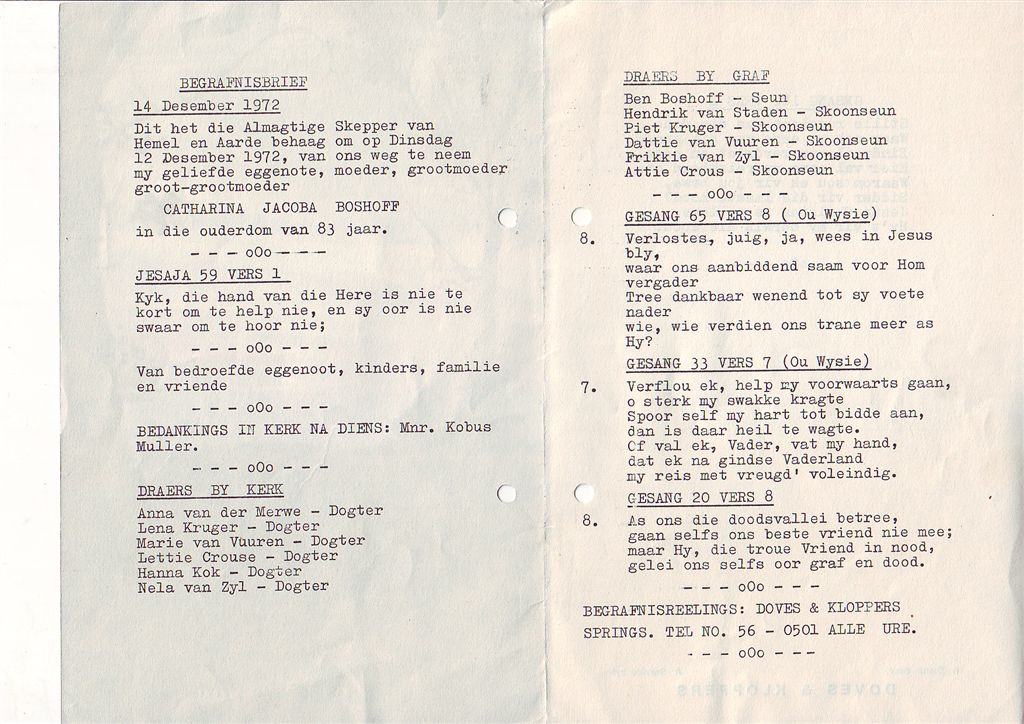 BEGRAFNISBRIEF
14 Desember 1972
Dit het die Almagtige Skepper van
Hemel en Aarde behaag om op Dinsdag
12 Desember 1972, van ons weg te neem
my geliefde eggenote, moeder, grootmoeder
groot-grootmoeder
CATHARINA JACOBA BOSHOFF
in die ouderdom van 83 jaar.
- - - oOo - - - -
JESAJA 59 VERS 1
Kyk, die hand van die Here is nie te
kort om te help nie, en sy oor is nie
swaar om te hoor nie;
- - - oOo - - -
Van bedroefde eggenoot, kinders, familie
en vriende
- - - oOo - - -
BEDANKINGS IN KERK NA DIENS: Mnr. Kobus
Muller.
- - - oOo - - -
DRAERS BY KERK
Anna van der Merwe - Dogter
Lena Kruger - Dogter
Marie van Vuuren - Dogter
Lettie Crouse - Dogter
Hanna Kok - Dogter
Nela van Zyl - Dogter
DRAERS BY GRAF
Ben Boshoff - Seun
Hendrik van Staden - Skoonseun
Piet Kruger - Skoonseun
Dattie van Vuuren - Skoonseun
Frikkie van Zyl - Skoonseun
Attie Crous - Skoonseun
- - - oOo - - -
GESANG 65 VERS 8 ( Ou Wysie)
8. Verlostes, juig, ja, wees in Jesus
bly,
waar ons aanbiddend saam voor Hom
vergader
Tree dankbaar wenend tot sy voete
nader
wie, wie verdien ons trane meer as
Hy?
GESANG 33 VERS 7 (Ou Wysie)
7. Verflou ek, help my voorwaarts gaan,
o sterk my swakke kragte
Spoor self my hart tot bidde aan,
dan is daar heil te wagte.
Of val ek, Vader, vat my hand,
dat ek na gindse Vaderland
my reis met vreugd' voleindig.
GESANG 20 VERS 8
8. As ons die doodsvallei betree,
gaan selfs ons beste vriend nie mee;
maar Hy, die troue Vriend in nood,
gelei ons selfs oor graf en dood.
- - - oOo - - -
BEGRAFNISREELINGS: DOVES & KLOPPERS
SPRINGS. TEL NO. 56 - 0501 ALLE URE.
- - - oOo - - -
DOVES & KLOPPERS